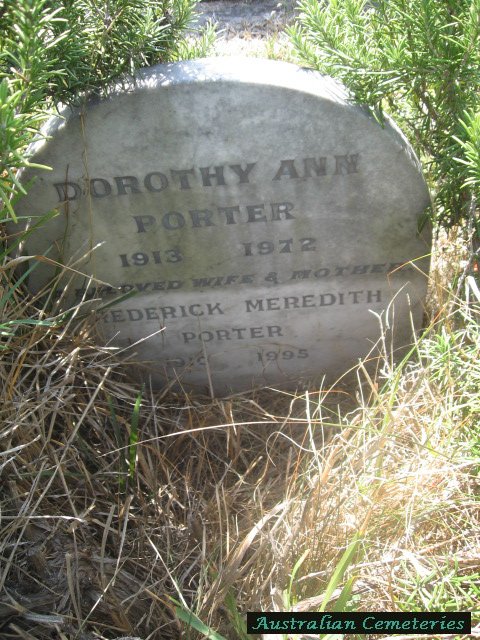 DOROTHY ANN
PORTER
1913 1972
WIFE & MOTHER
FREDERICK MEREDITH
PORTER
1995
Australian Cemeteries